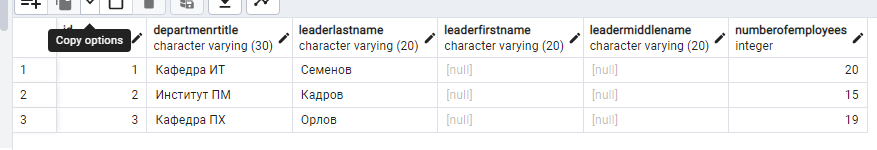 id
Copy options
departmenrtitle
character varying (30)
leaderlastname
character varying (20)
leaderfirstname
character varying (20)
leadermiddlename
character varying (20)
numberofemployees
integer
1 1 Кафедра ИТ Семенов [null] [null] 20
2 2 Институт ПМ Кадров [null] [null] 15
3 3 Кафедра ПХ Орлов [null] [null] 19